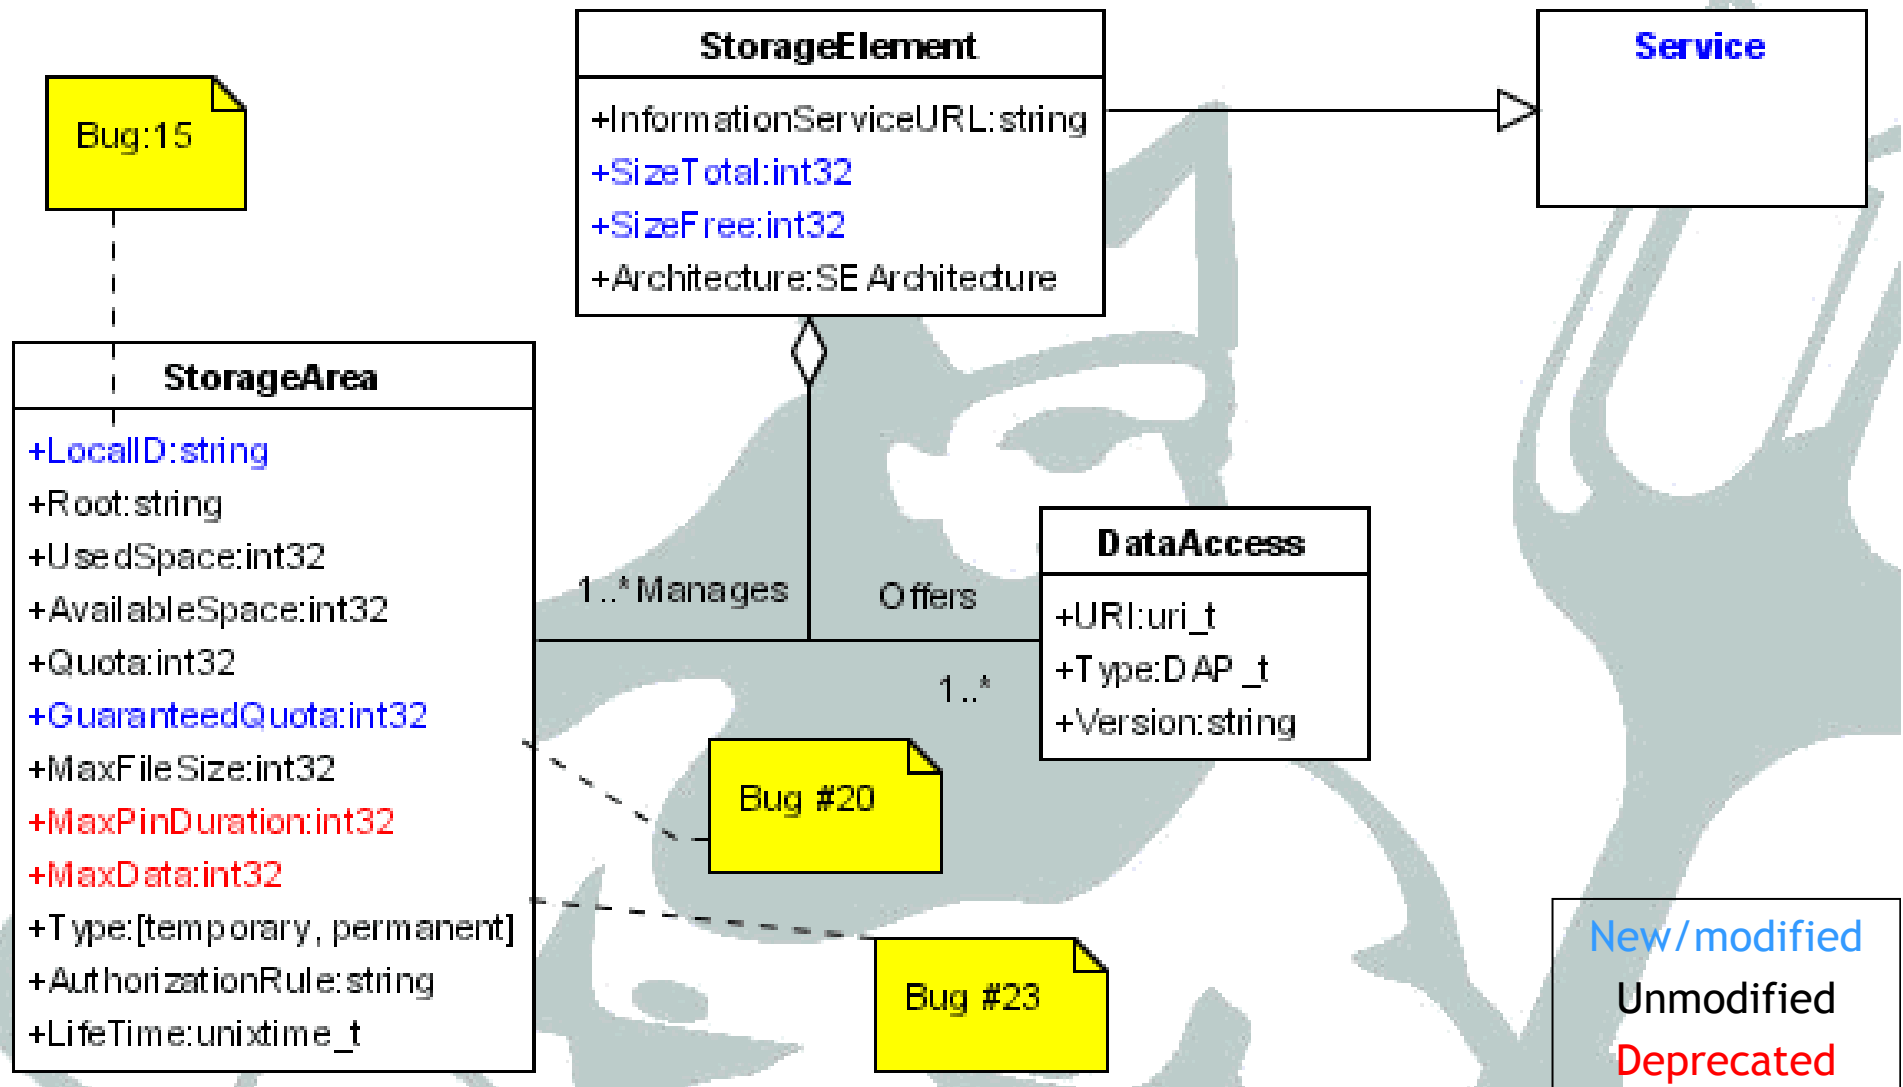 StorageElement
+InformationServiceURL:string
+SizeTotal:int32
+SizeFree:int32
+Architecture:SEArchitecture
Service
Bug:15
StorageArea
+LocalID:string
+Root:string
+UsedSpace:int32
+AvailableSpace:int32
+Quota:int32
+GuaranteedQuota:int32
+MaxFileSize:int32
+MaxPinDuration:int32
+MaxData:int32
+Type:[temporary, permanent]
+AuthorizationRule:string
+LifeTime:unixtime_t
1..* Manages
Offers
1..*
DataAccess
+URI:uri_t
+Type:DAP_t
+Version:string
Bug #20
Bug #23
New/modified
Unmodified
Deprecated